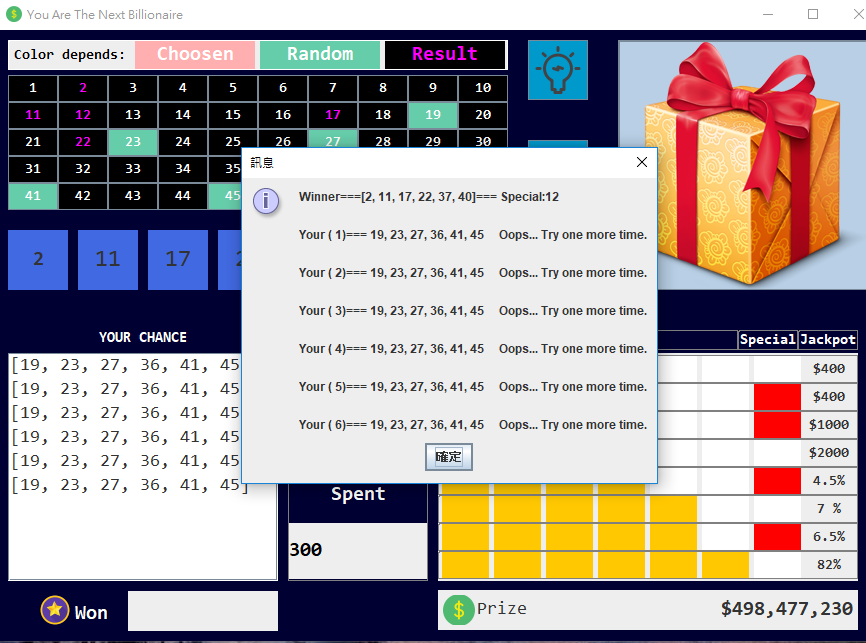 You Are The Next Billionaire
Color depends: Choosen Random Result
1 2 3 4 5 6 7 8 9 10
11 12 13 14 15 16 17 18 19 20
21 22 23 24 25 26 27 28 29 30
31 32 33 34 35
41 42 43 44 45
2 11 17
訊息
Winner===[2, 11, 17, 22, 37, 40]=== Special:12
Your ( 1)=== 19, 23, 27, 36, 41, 45 Oops... Try one more time.
Your ( 2)=== 19, 23, 27, 36, 41, 45 Oops... Try one more time.
Your ( 3)=== 19, 23, 27, 36, 41, 45 Oops... Try one more time.
Your ( 4)=== 19, 23, 27, 36, 41, 45 Oops... Try one more time.
Your ( 5)=== 19, 23, 27, 36, 41, 45 Oops... Try one more time.
Your ( 6)=== 19, 23, 27, 36, 41, 45 Oops... Try one more time.
確定
YOUR CHANCE
[19, 23, 27, 36, 41, 45
[19, 23, 27, 36, 41, 45
[19, 23, 27, 36, 41, 45
[19, 23, 27, 36, 41, 45
[19, 23, 27, 36, 41, 45
[19, 23, 27, 36, 41, 45]
Spent
300
Special Jackpot
$400
$400
$1000
$2000
4.5%
7 %
6.5%
82%
Won
$ Prize $498,477,230